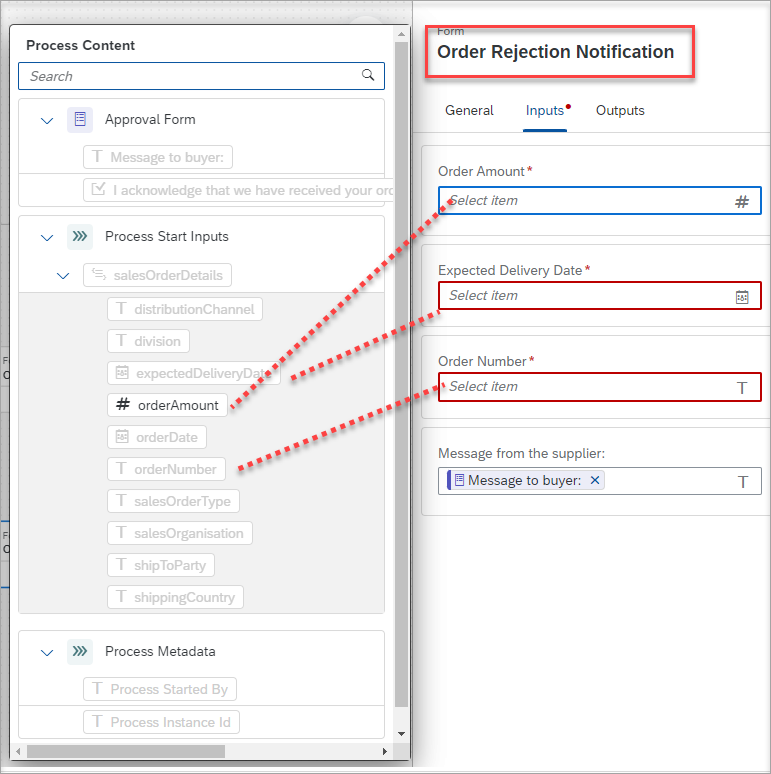 Process Content
Search
Approval Form
Message to buyer:
I acknowledge that we have received your ord
Process Start Inputs
salesOrderDetails
distributionChannel
division
expectedDeliveryDate
orderAmount
orderDate
orderNumber
salesOrderType
salesOrganisation
shipToParty
shippingCountry
Process Metadata
Process Started By
Process Instance Id
Form
Order Rejection Notification
General
Inputs
Outputs
Order Amount*
Select item
Expected Delivery Date*
Select item
Order Number*
Select item
Message from the supplier:
Message to buyer: ×